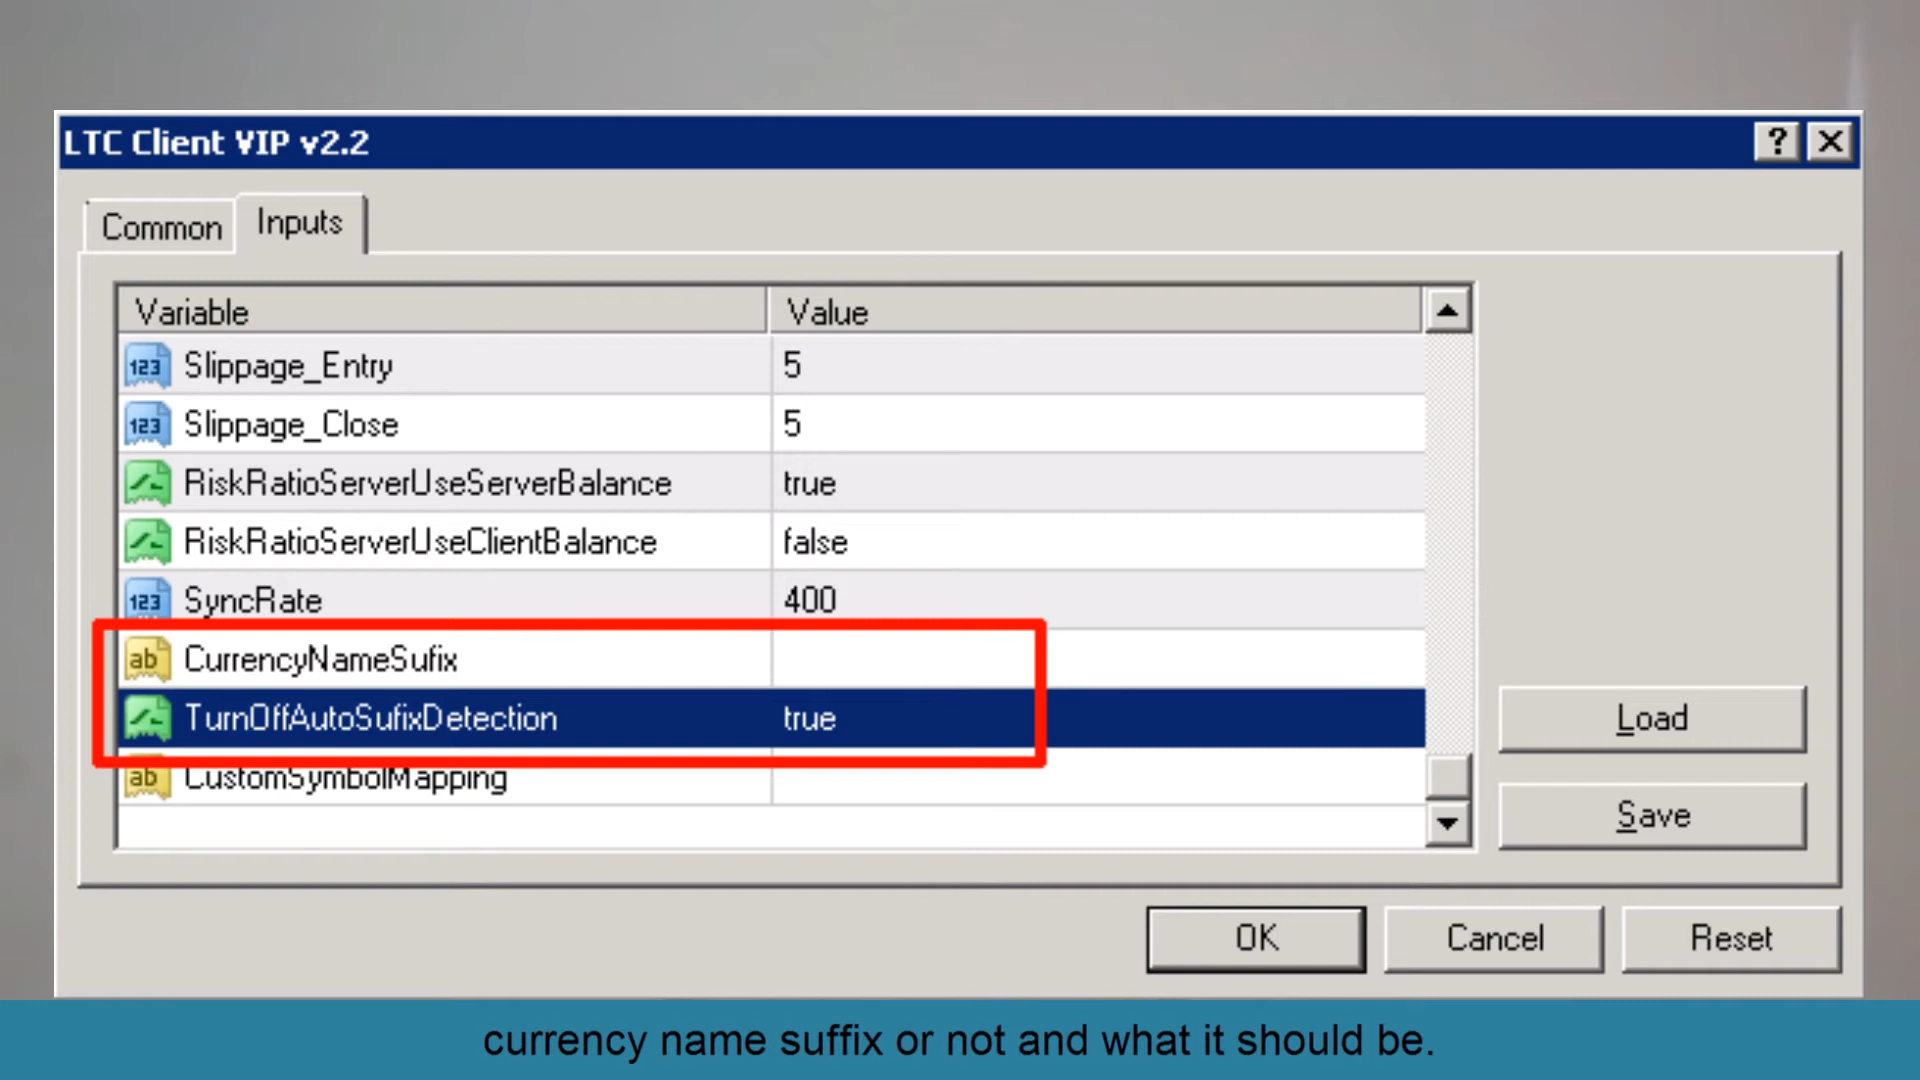 LTC Client VIP v2.2
? X
Common Inputs
Variable Value
123 Slippage_Entry 5
123 Slippage_Close 5
RiskRatioServerUseServerBalance true
RiskRatioServerUseClientBalance false
123 SyncRate 400
ab CurrencyNameSufix
TurnOffAutoSufixDetection true
ab CustomSymbolMapping
Load
Save
OK Cancel Reset
currency name suffix or not and what it should be.